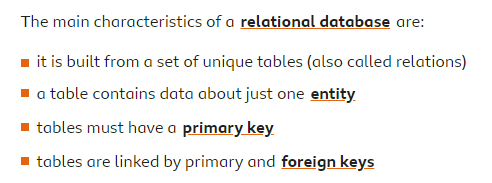 The main characteristics of a relational database are:
it is built from a set of unique tables (also called relations)
a table contains data about just one entity
tables must have a primary key
tables are linked by primary and foreign keys